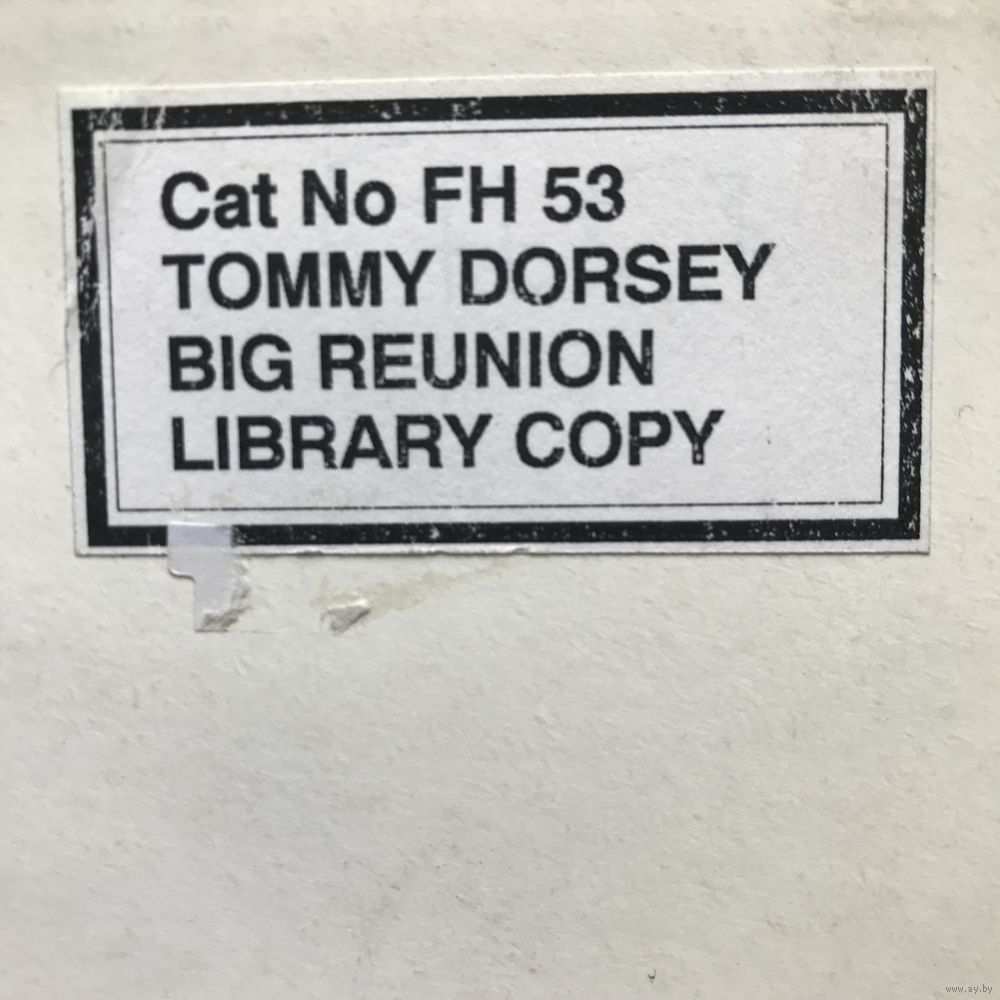 Cat No FH 53
TOMMY DORSEY
BIG REUNION
LIBRARY COPY
www.ay.by